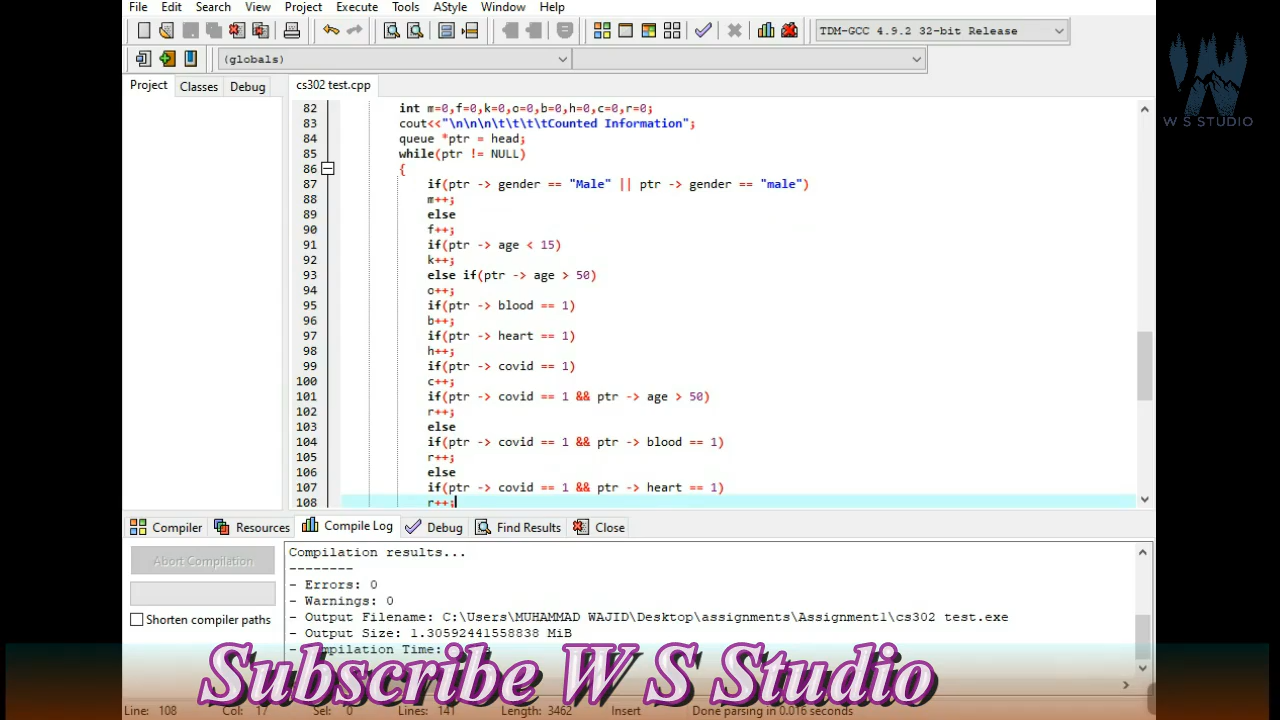 File Edit Search View Project Execute Tools AStyle Window Help
TDM-GCC 4.9.2 32-bit Release
(globals)
Project Classes Debug cs302 test.cpp
W S STUDIO
82 int m=0,f=0,k=0,o=0,b=0,h=0,c=0,r=0;
83 cout<<"\n\n\n\t\t\t\tCounted Information";
84 queue *ptr = head;
85 while(ptr != NULL)
86 {
87 if(ptr -> gender == "Male" || ptr -> gender == "male")
88 m++;
89 else
90 f++;
91 if(ptr -> age < 15)
92 k++;
93 else if(ptr -> age > 50)
94 o++;
95 if(ptr -> blood == 1)
96 b++;
97 if(ptr -> heart == 1)
98 h++;
99 if(ptr -> covid == 1)
100 c++;
101 if(ptr -> covid == 1 && ptr -> age > 50)
102 r++;
103 else
104 if(ptr -> covid == 1 && ptr -> blood == 1)
105 r++;
106 else
107 if(ptr -> covid == 1 && ptr -> heart == 1)
108 r++;
Compiler Resources Compile Log Debug Find Results Close
Abort Compilation
Shorten compiler paths
Compilation results...
--------
- Errors: 0
- Warnings: 0
- Output Filename: C:\Users\MUHAMMAD WAJID\Desktop\assignments\Assignment1\cs302 test.exe
- Output Size: 1.30592441558838 MiB
- Compilation Time:
Subscribe W S Studio
Line: 108 Col: 17 Sel: 0 Lines: 141 Length: 3462 Insert Done parsing in 0.016 seconds